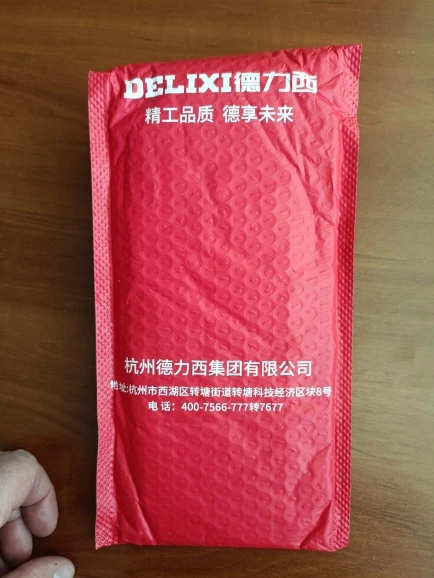 DELIXI德力西
精工品质 德享未来
杭州德力西集团有限公司
地址:杭州市西湖区转塘街道转塘科技经济区块8号
电话：400-7566-777转7677